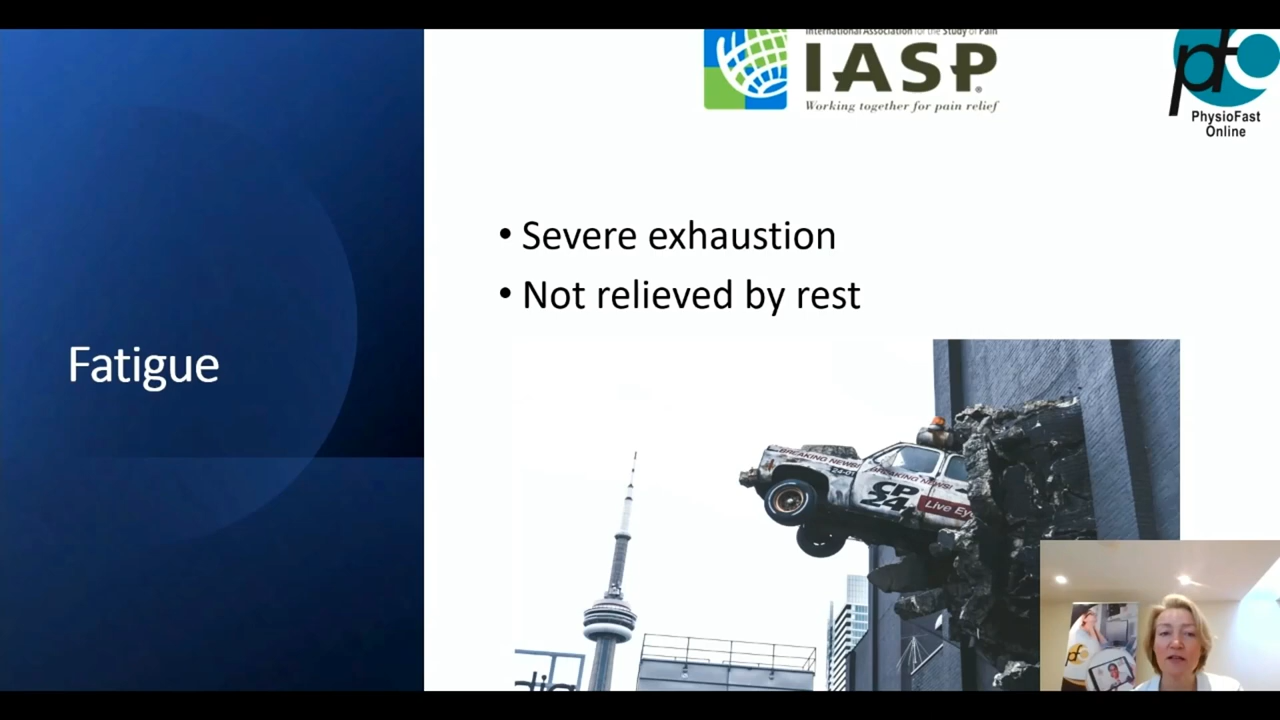 International Association for the Study of Pain
IASP
Working together for pain relief
PhysioFast
Online
• Severe exhaustion
• Not relieved by rest
Fatigue
BREAKING NEWS!
BREAKING NEWS!
CP
24
Live Ey